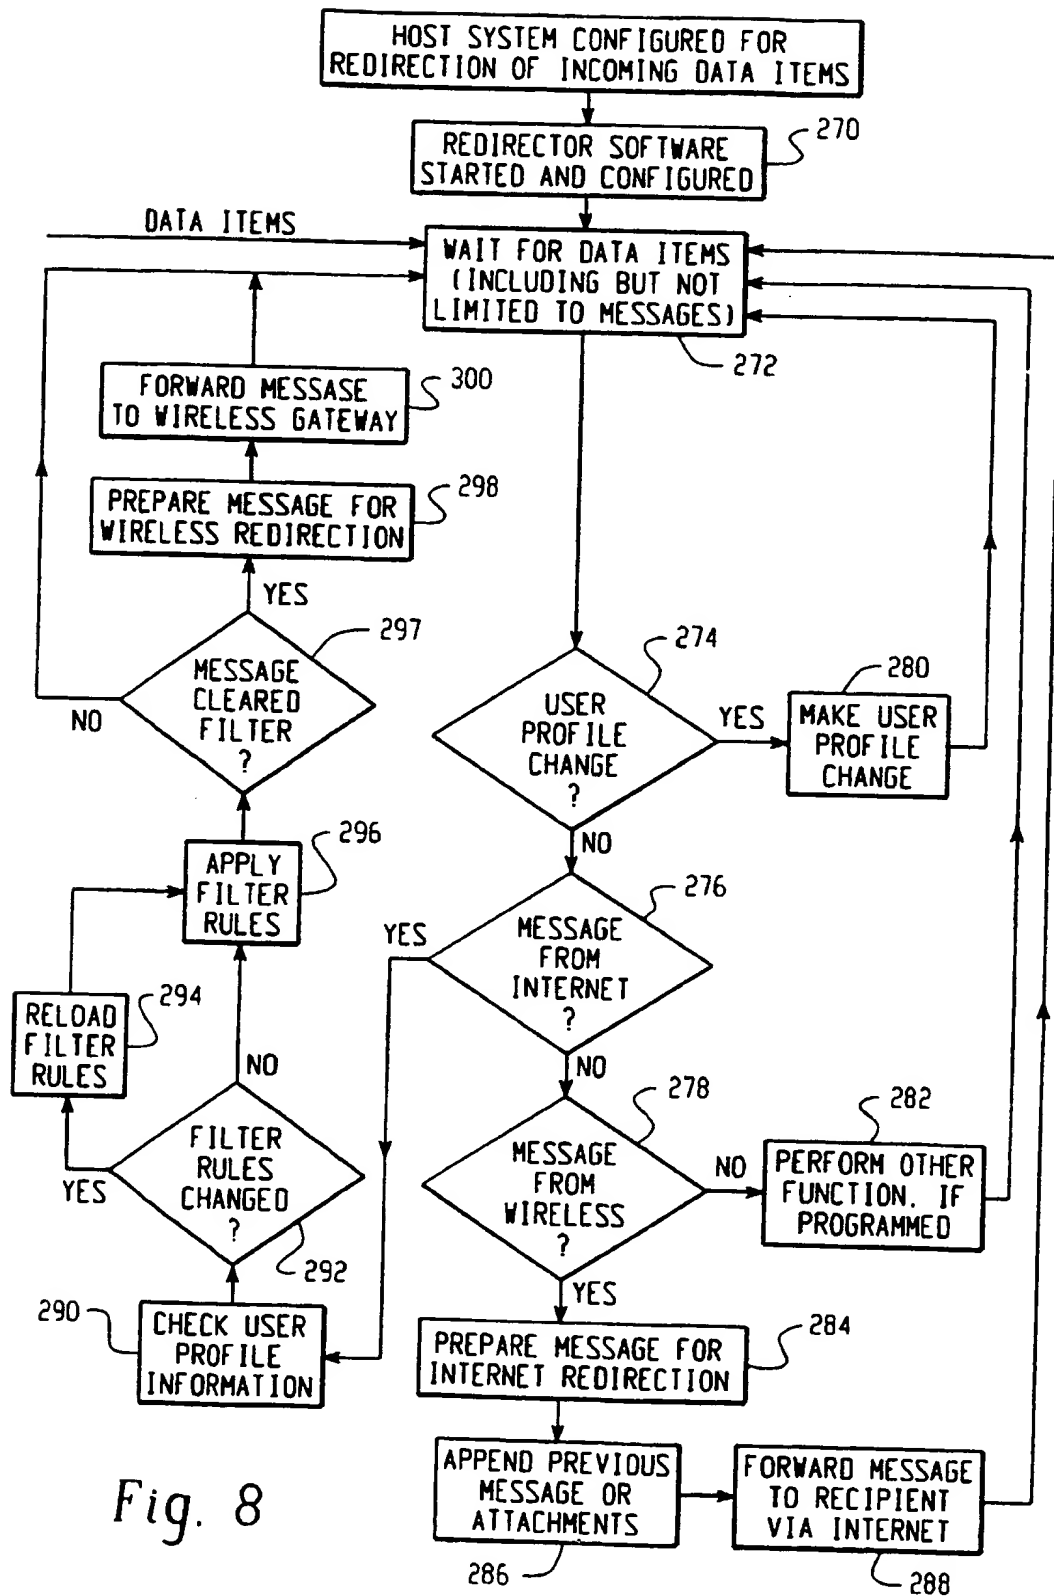 HOST SYSTEM CONFIGURED FOR
REDIRECTION OF INCOMING DATA ITEMS
REDIRECTOR SOFTWARE
STARTED AND CONFIGURED
270
DATA ITEMS
WAIT FOR DATA ITEMS
(INCLUDING BUT NOT
LIMITED TO MESSAGES)
272
FORWARD MESSASE
TO WIRELESS GATEWAY
300
PREPARE MESSAGE FOR
WIRELESS REDIRECTION
298
YES
MESSAGE
CLEARED
FILTER
?
297
NO
USER
PROFILE
CHANGE
?
274
YES
MAKE USER
PROFILE
CHANGE
280
NO
APPLY
FILTER
RULES
296
MESSAGE
FROM
INTERNET
?
276
YES
NO
RELOAD
FILTER
RULES
294
NO
FILTER
RULES
CHANGED
?
292
YES
MESSAGE
FROM
WIRELESS
?
278
NO
PERFORM OTHER
FUNCTION. IF
PROGRAMMED
282
YES
CHECK USER
PROFILE
INFORMATION
290
PREPARE MESSAGE FOR
INTERNET REDIRECTION
284
APPEND PREVIOUS
MESSAGE OR
ATTACHMENTS
286
FORWARD MESSAGE
TO RECIPIENT
VIA INTERNET
288
Fig. 8